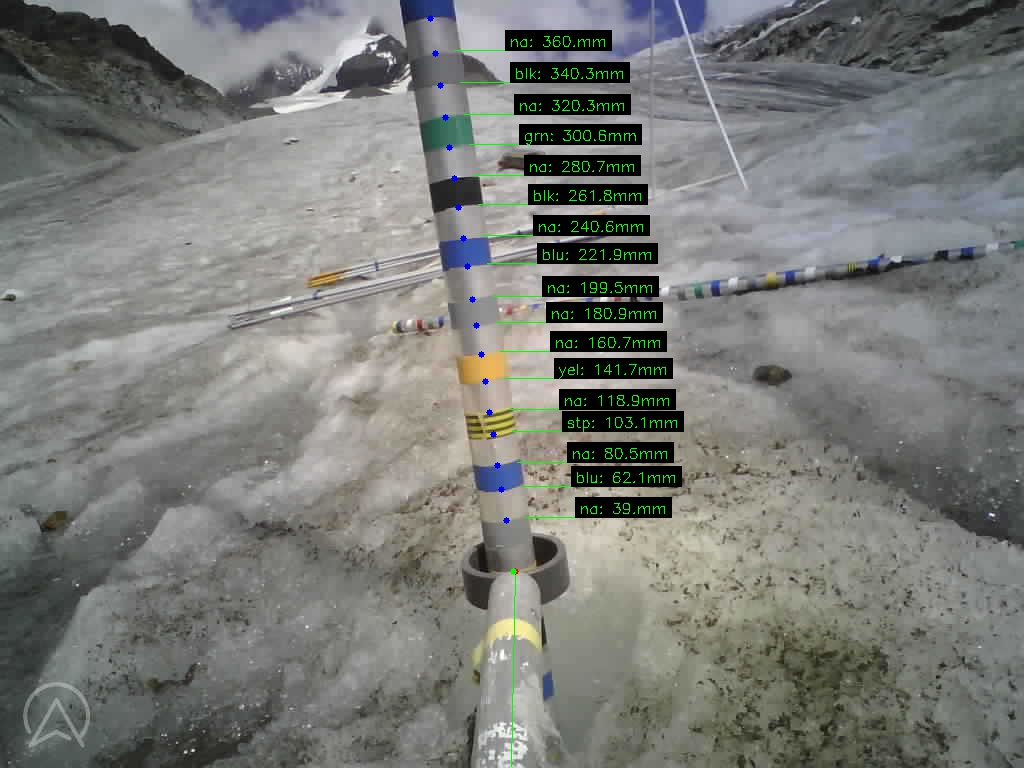 na: 360.mm
blk: 340.3mm
na: 320.3mm
grn: 300.6mm
na: 280.7mm
blk: 261.8mm
na: 240.6mm
blu: 221.9mm
na: 199.5mm
na: 180.9mm
na: 160.7mm
yel: 141.7mm
na: 118.9mm
stp: 103.1mm
na: 80.5mm
blu: 62.1mm
na: 39.mm